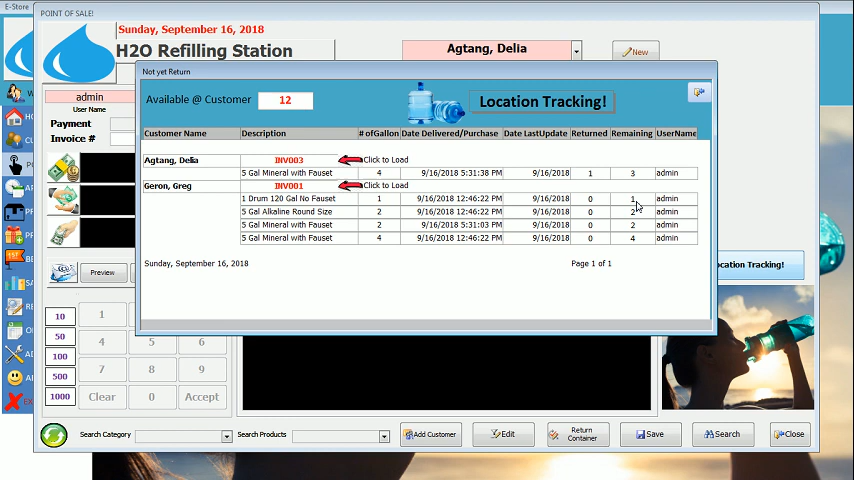 E-Store
POINT OF SALE!
Sunday, September 16, 2018
H2O Refilling Station
Agtang, Delia
New
admin
User Name
Payment
Invoice #
Not yet Return
Available @ Customer 12
Location Tracking!
Customer Name Description # ofGallon Date Delivered/Purchase Date LastUpdate Returned Remaining UserName
Agtang, Delia INV003 Click to Load
5 Gal Mineral with Fauset 4 9/16/2018 5:31:38 PM 9/16/2018 1 3 admin
Geron, Greg INV001 Click to Load
1 Drum 120 Gal No Fauset 1 9/16/2018 12:46:22 PM 9/16/2018 0 1 admin
5 Gal Alkaline Round Size 2 9/16/2018 12:46:22 PM 9/16/2018 0 2 admin
5 Gal Mineral with Fauset 2 9/16/2018 5:31:03 PM 9/16/2018 0 2 admin
5 Gal Mineral with Fauset 4 9/16/2018 12:46:22 PM 9/16/2018 0 4 admin
Sunday, September 16, 2018 Page 1 of 1
Preview
ocation Tracking!
10 1
50 4 5 6
100 7 8 9
500
1000 Clear 0 Accept
Search Category
Search Products
Add Customer
Edit
Return
Container
Save
Search
Close